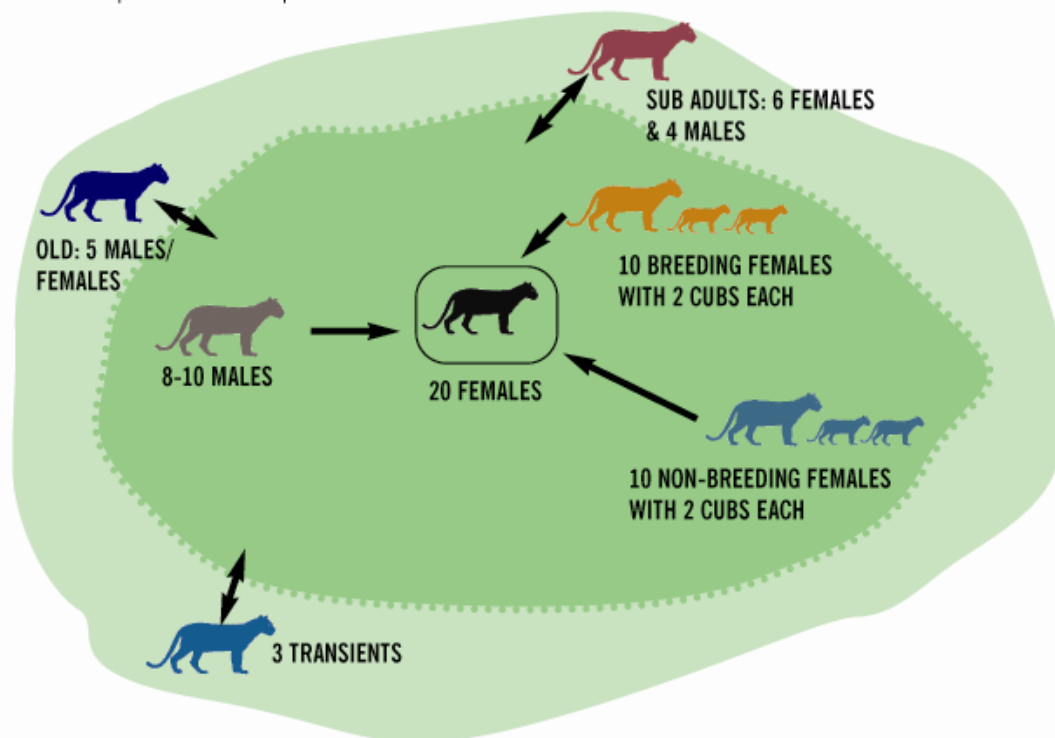 SUB ADULTS: 6 FEMALES
& 4 MALES
OLD: 5 MALES/
FEMALES
10 BREEDING FEMALES
WITH 2 CUBS EACH
8-10 MALES
20 FEMALES
10 NON-BREEDING FEMALES
WITH 2 CUBS EACH
3 TRANSIENTS